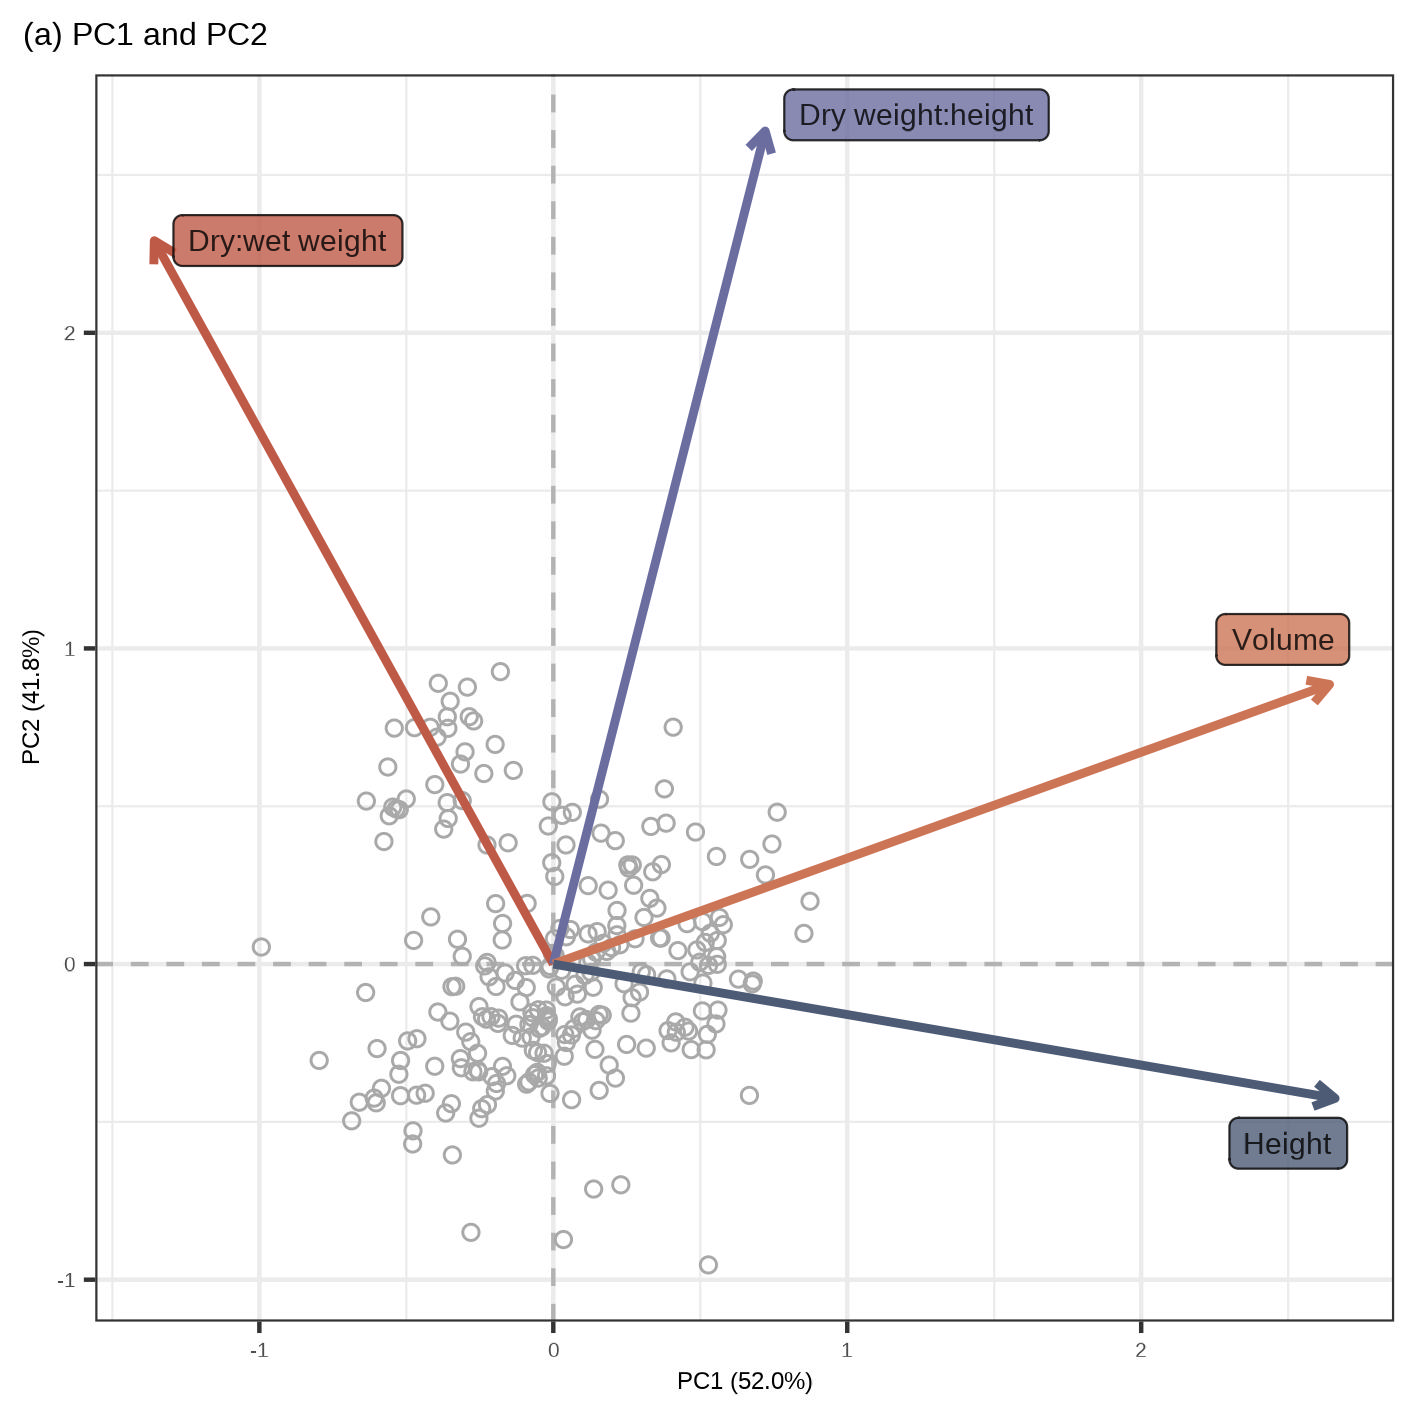 (a) PC1 and PC2
Dry weight:height
Dry:wet weight
2
Volume
1
PC2 (41.8%)
0
Height
-1
-1
0
1
2
PC1 (52.0%)